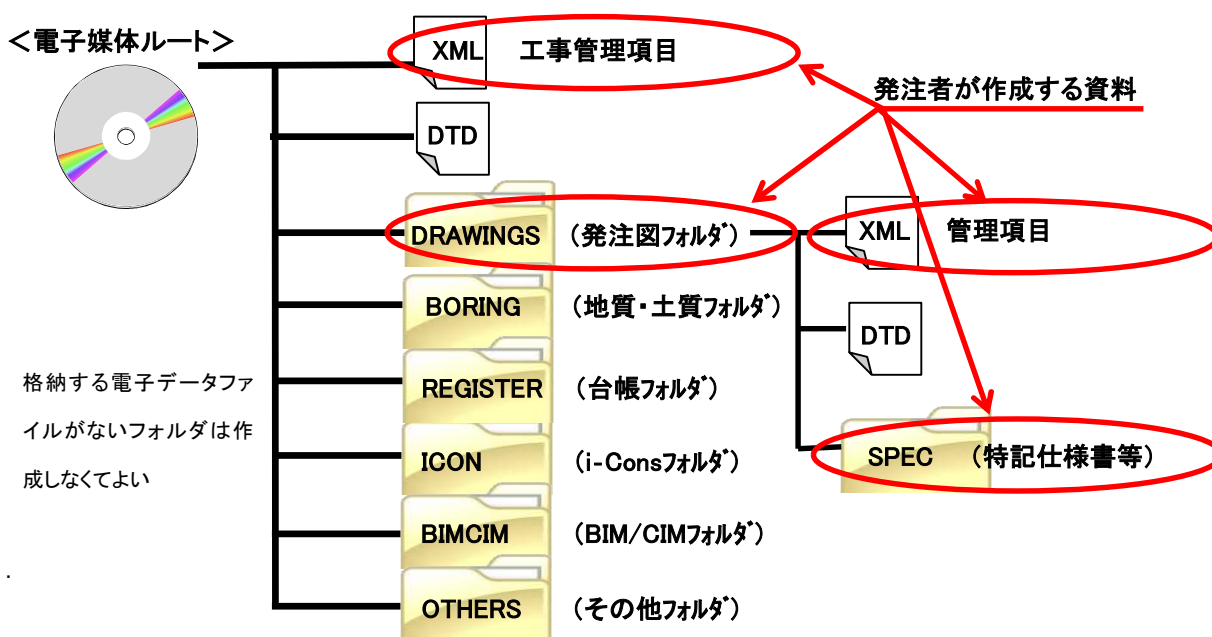 ＜電子媒体ルート＞
XML 工事管理項目
発注者が作成する資料
DTD
DRAWINGS （発注図ﾌｫﾙﾀﾞ）
XML 管理項目
BORING （地質・土質ﾌｫﾙﾀﾞ）
DTD
REGISTER （台帳ﾌｫﾙﾀﾞ）
格納する電子データファ
イルがないフォルダは作
成しなくてよい
ICON （i-Consﾌｫﾙﾀﾞ）
SPEC （特記仕様書等）
BIMCIM （BIM/CIMﾌｫﾙﾀﾞ）
.
OTHERS （その他ﾌｫﾙﾀﾞ）